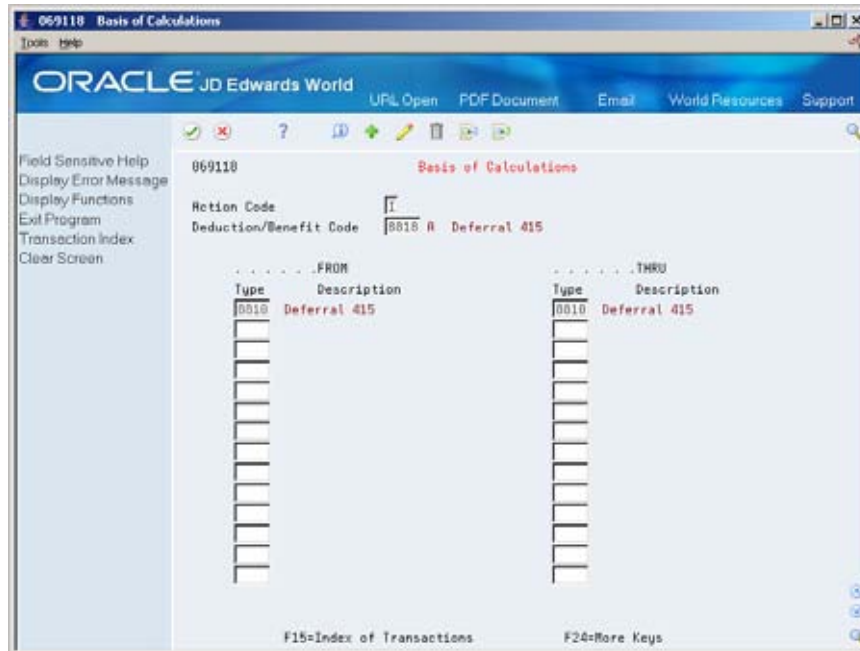 069118 Basis of Calculations
Tools Help
ORACLE JD Edwards World
URL Open PDF Document Email World Resources Support
Field Sensitive Help
Display Error Message
Display Functions
Exit Program
Transaction Index
Clear Screen
069118 Basis of Calculations
Action Code I
Deduction/Benefit Code 8010 A Deferral 415
. . . . . .FROM . . . . . .THRU
Type Description Type Description
8010 Deferral 415 8010 Deferral 415
F15=Index of Transactions F24=More Keys